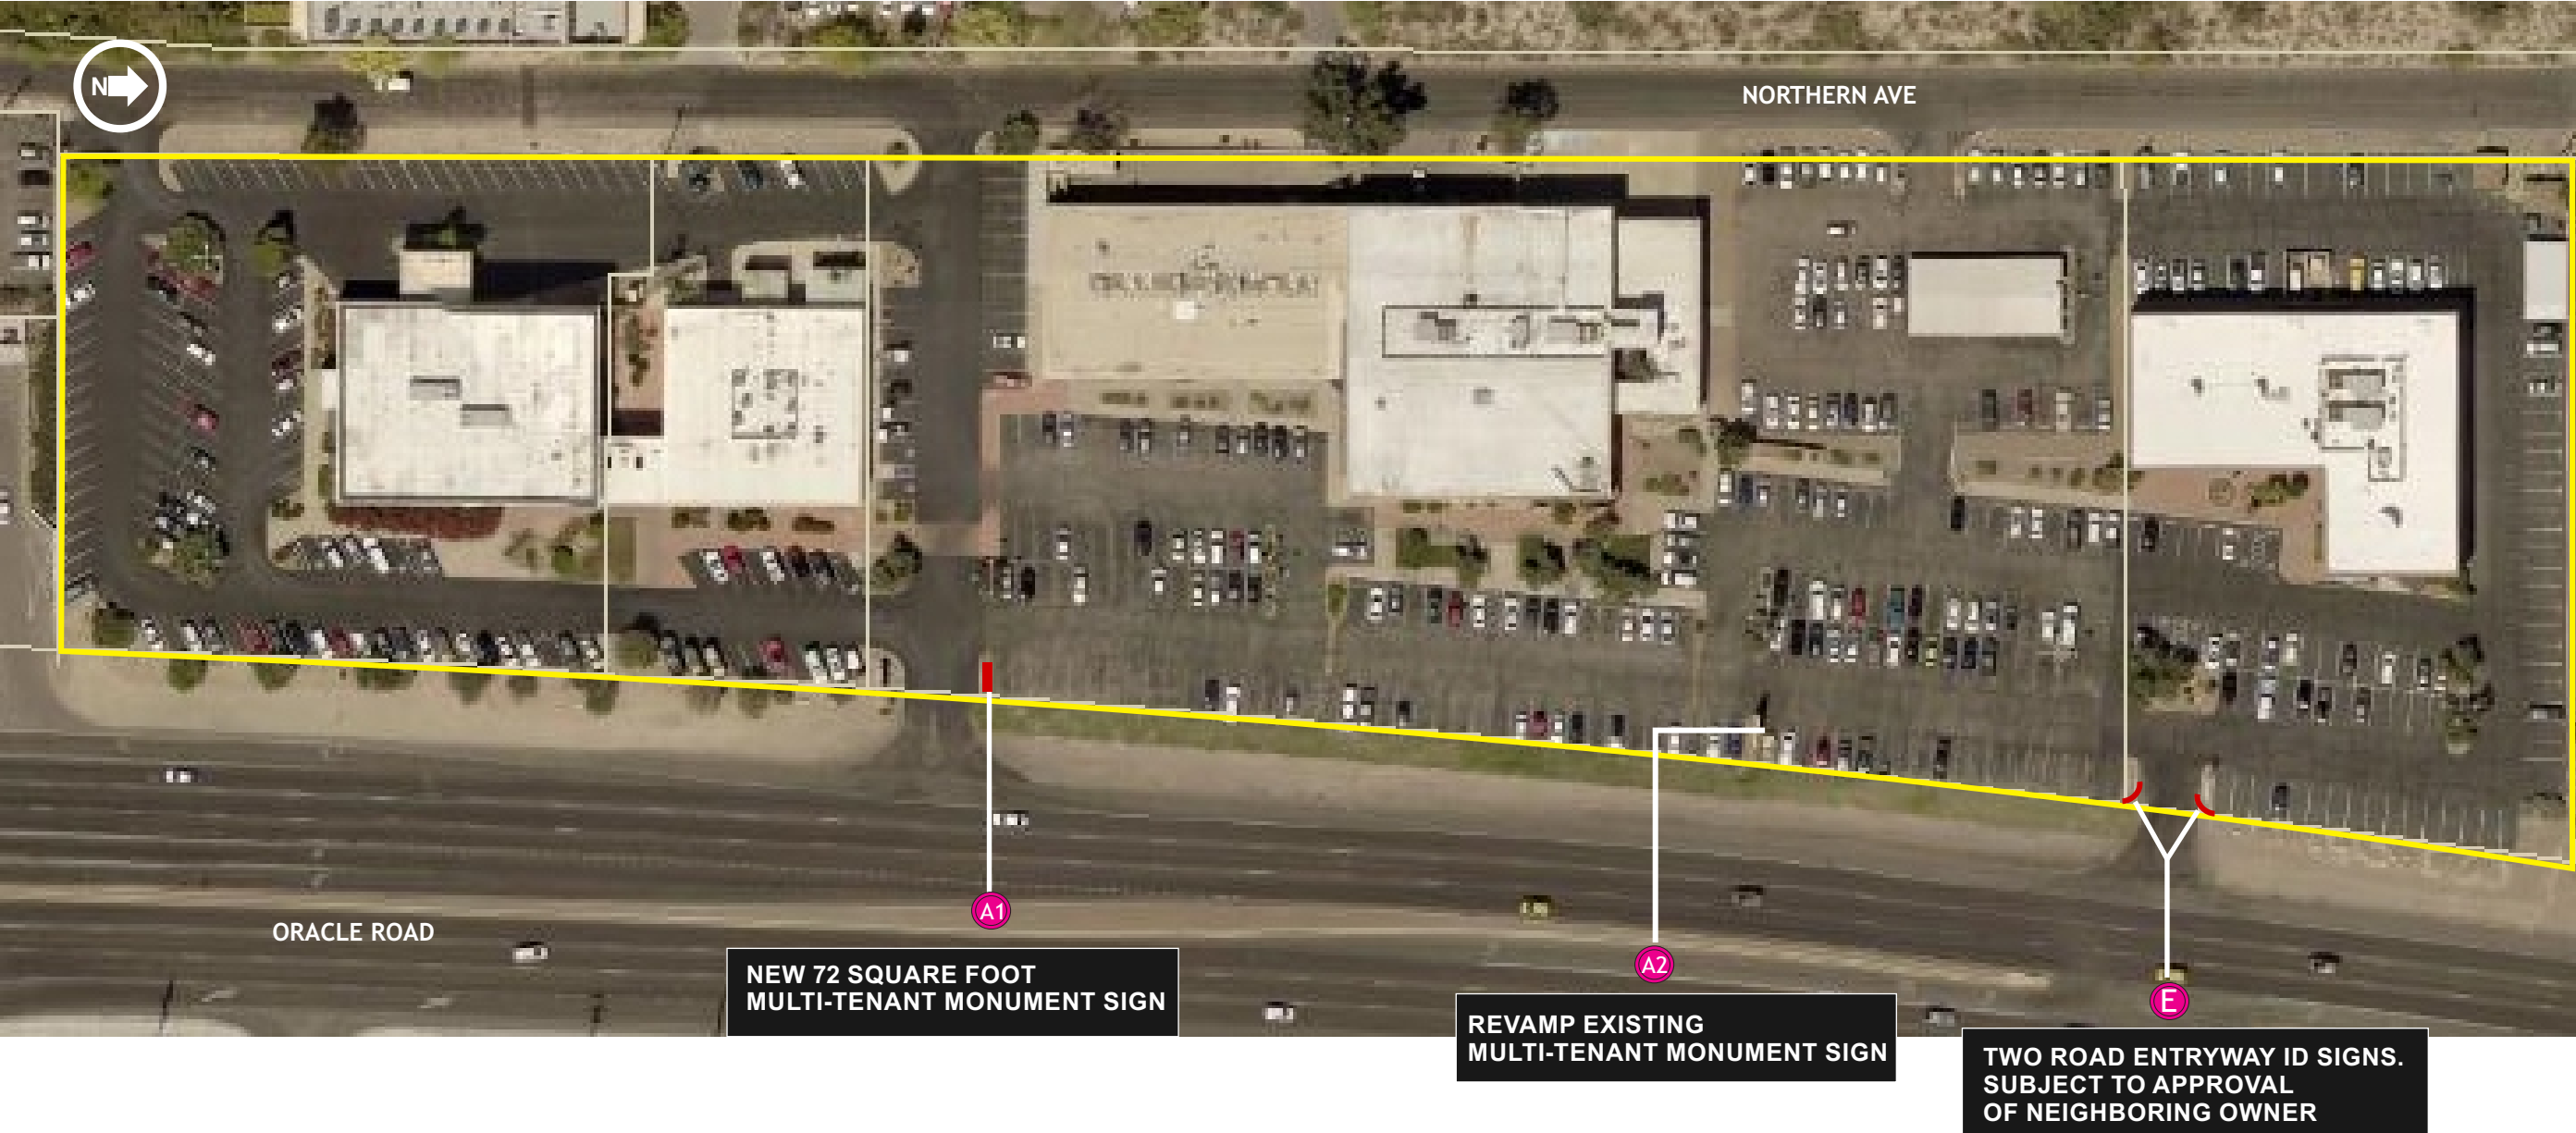 N
NORTHERN AVE
ORACLE ROAD
A1
NEW 72 SQUARE FOOT
MULTI-TENANT MONUMENT SIGN
A2
REVAMP EXISTING
MULTI-TENANT MONUMENT SIGN
E
TWO ROAD ENTRYWAY ID SIGNS.
SUBJECT TO APPROVAL
OF NEIGHBORING OWNER